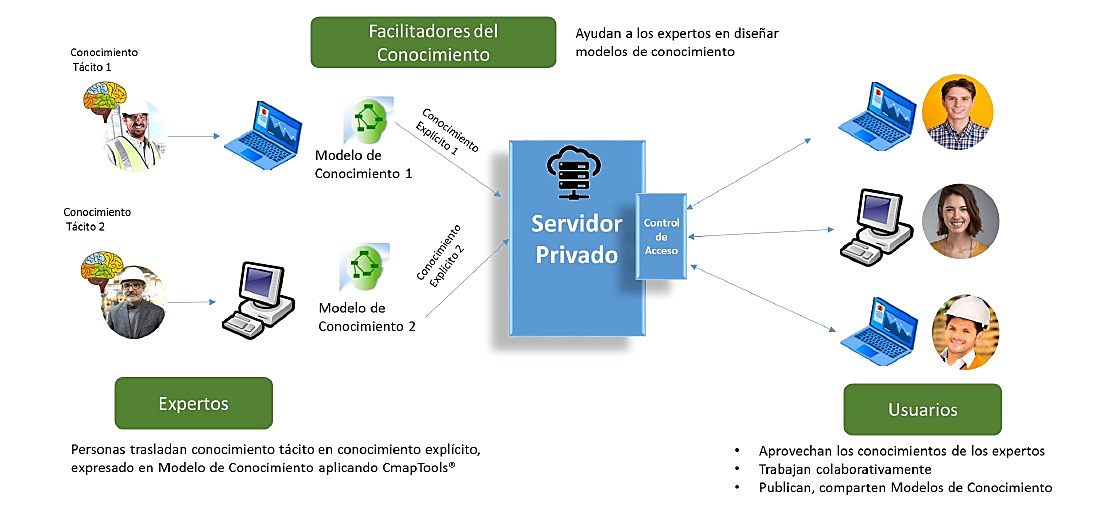 Facilitadores del
Conocimiento
Ayudan a los expertos en diseñar
modelos de conocimiento
Conocimiento
Tácito 1
Modelo de
Conocimiento 1
Conocimiento
Explícito 1
Conocimiento
Tácito 2
Modelo de
Conocimiento 2
Conocimiento
Explícito 2
Servidor
Privado
Control
de
Acceso
Expertos
Personas trasladan conocimiento tácito en conocimiento explícito,
expresado en Modelo de Conocimiento aplicando CmapTools®
Usuarios
• Aprovechan los conocimientos de los expertos
• Trabajan colaborativamente
• Publican, comparten Modelos de Conocimiento